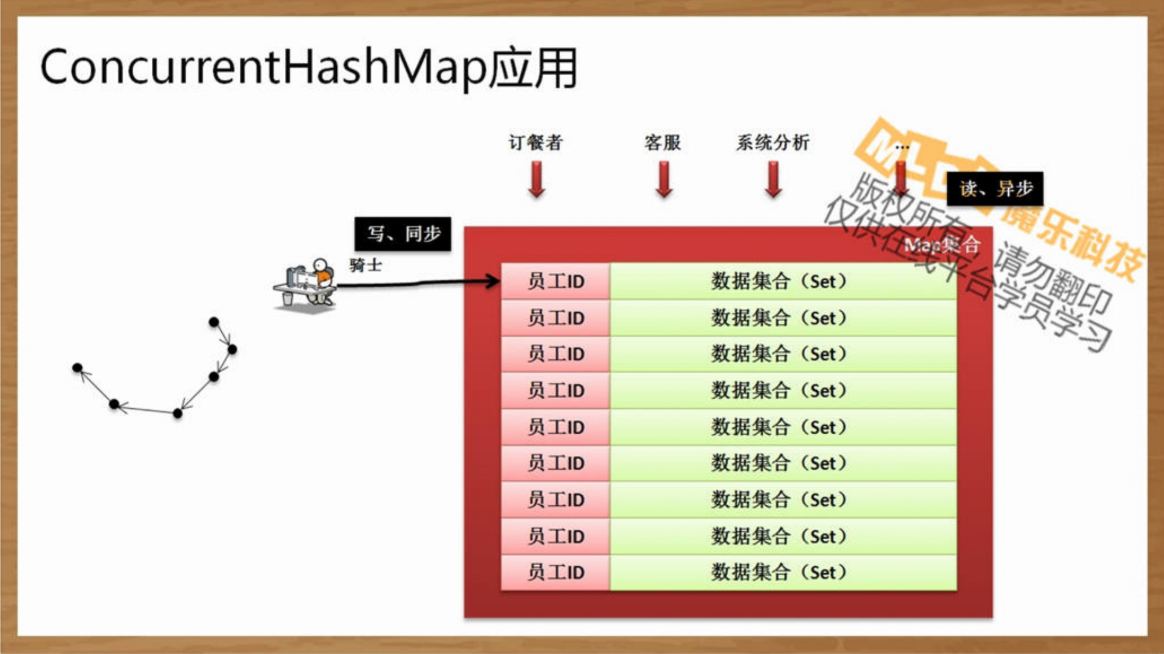 ConcurrentHashMap应用
订餐者 客服 系统分析 ...
读、异步
写、同步
骑士
Map集合
员工ID 数据集合（Set）
员工ID 数据集合（Set）
员工ID 数据集合（Set）
员工ID 数据集合（Set）
员工ID 数据集合（Set）
员工ID 数据集合（Set）
员工ID 数据集合（Set）
员工ID 数据集合（Set）
员工ID 数据集合（Set）
魔乐科技
版权所有，请勿翻印
仅供在线平台学员学习